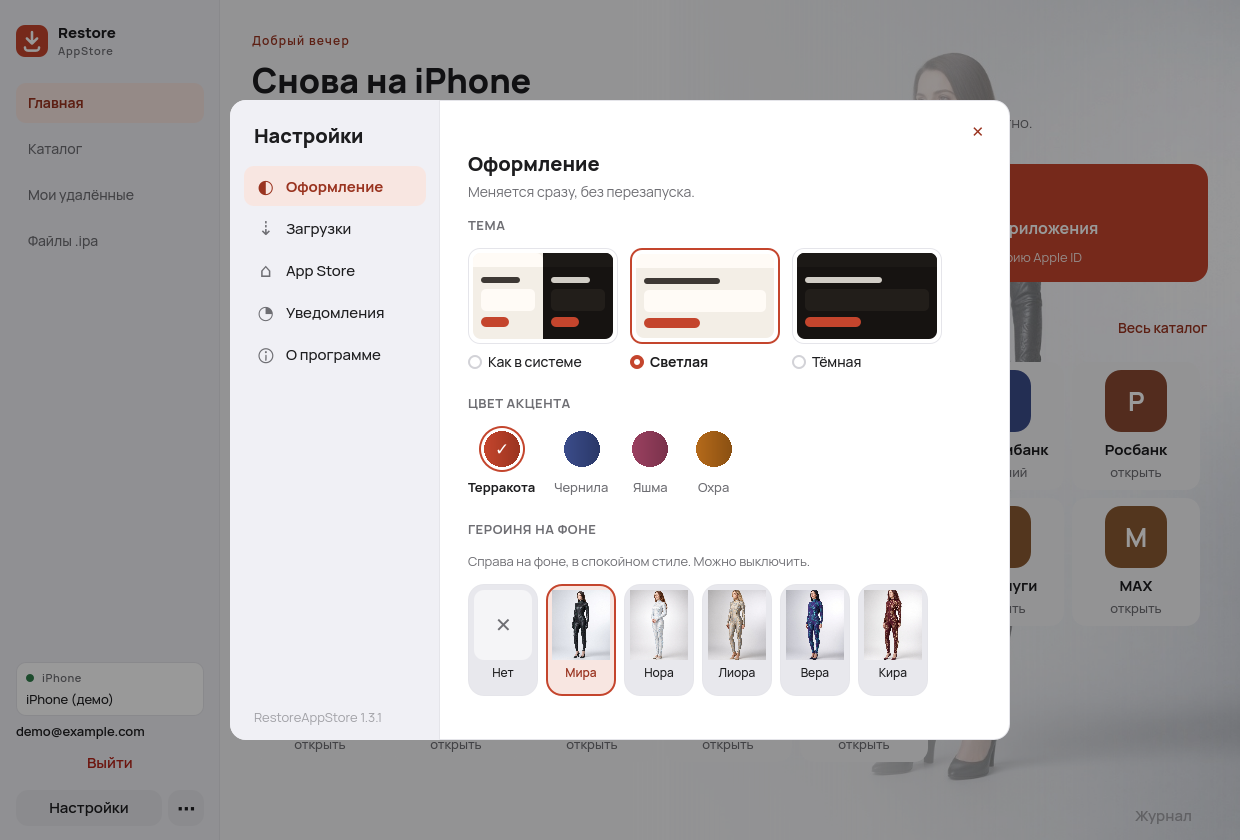 Restore
AppStore
Главная
Каталог
Мои удалённые
Файлы .ipa
iPhone
iPhone (демо)
demo@example.com
Выйти
Настройки
Добрый вечер
Снова на iPhone
Настройки
Оформление
Загрузки
App Store
Уведомления
О программе
RestoreAppStore 1.3.1
Оформление
Меняется сразу, без перезапуска.
ТЕМА
Как в системе
Светлая
Тёмная
ЦВЕТ АКЦЕНТА
Терракота
Чернила
Яшма
Охра
ГЕРОИНЯ НА ФОНЕ
Справа на фоне, в спокойном стиле. Можно выключить.
Нет
Мира
Нора
Лиора
Вера
Кира
Apple ID
Весь каталог
Р
Росбанк
открыть
M
MAX
открыть
открыть
открыть
открыть
открыть
открыть
Журнал